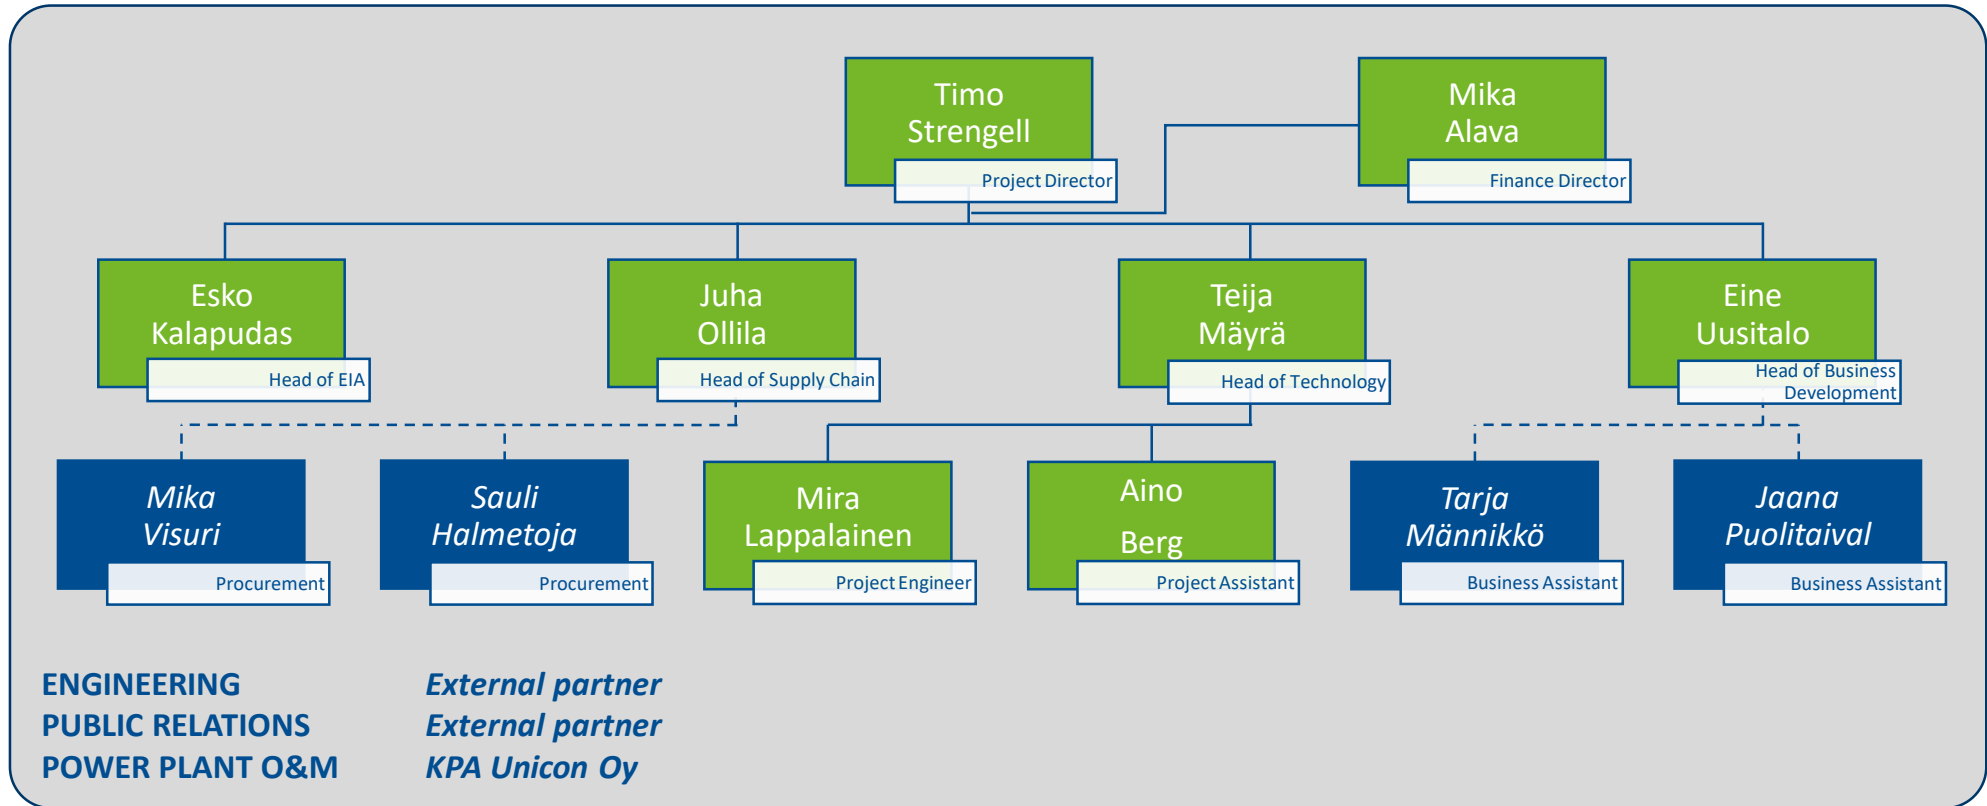 Timo
Strengell
Project Director
Mika
Alava
Finance Director
Esko
Kalapudas
Head of EIA
Juha
Ollila
Head of Supply Chain
Teija
Mäyrä
Head of Technology
Eine
Uusitalo
Head of Business
Development
Mika
Visuri
Procurement
Sauli
Halmetoja
Procurement
Mira
Lappalainen
Project Engineer
Aino
Berg
Project Assistant
Tarja
Männikkö
Business Assistant
Jaana
Puolitaival
Business Assistant
ENGINEERING External partner
PUBLIC RELATIONS External partner
POWER PLANT O&M KPA Unicon Oy